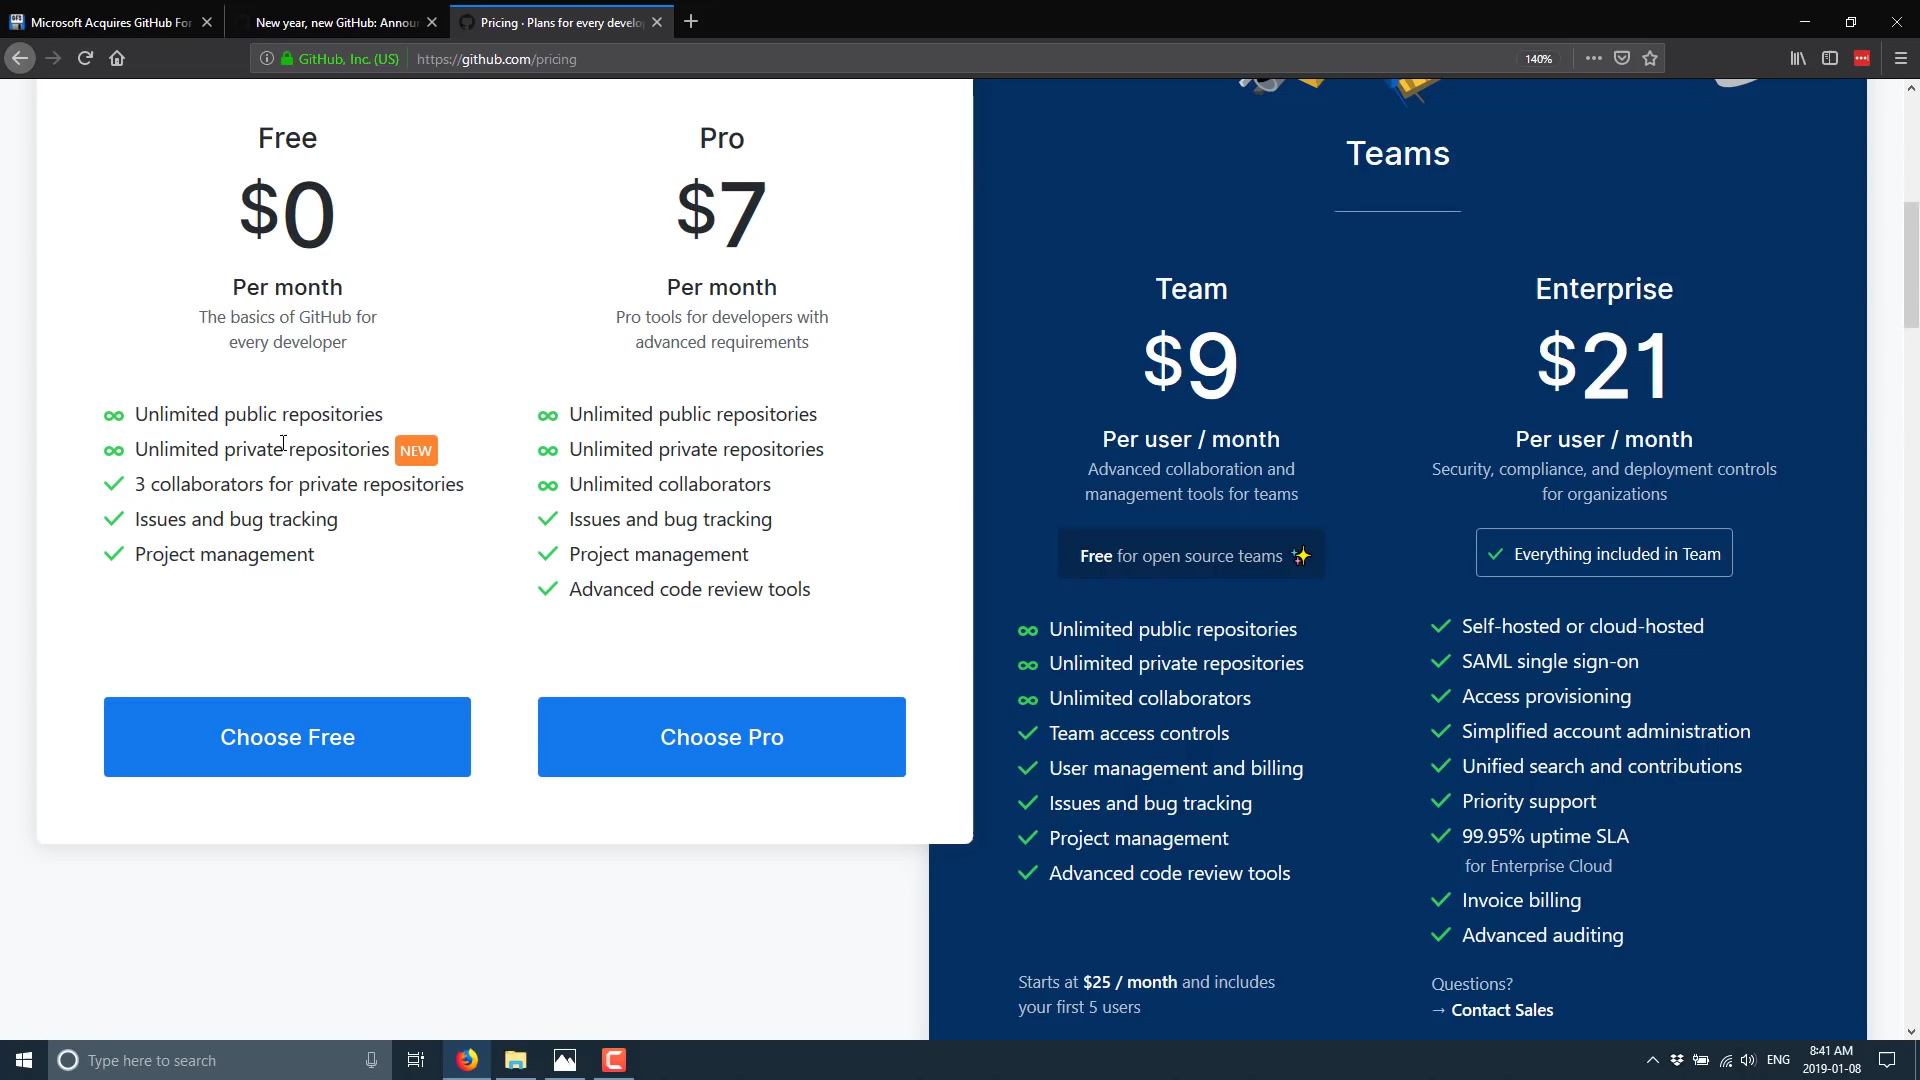 Microsoft Acquires GitHub For
New year, new GitHub: Annou
Pricing · Plans for every develo
GitHub, Inc. (US)
https://github.com/pricing
140%
Free
$0
Per month
The basics of GitHub for
every developer
∞ Unlimited public repositories
∞ Unlimited private repositories NEW
✓ 3 collaborators for private repositories
✓ Issues and bug tracking
✓ Project management
Choose Free
Pro
$7
Per month
Pro tools for developers with
advanced requirements
∞ Unlimited public repositories
∞ Unlimited private repositories
∞ Unlimited collaborators
✓ Issues and bug tracking
✓ Project management
✓ Advanced code review tools
Choose Pro
Teams
Team
$9
Per user / month
Advanced collaboration and
management tools for teams
Free for open source teams ✨
∞ Unlimited public repositories
∞ Unlimited private repositories
∞ Unlimited collaborators
✓ Team access controls
✓ User management and billing
✓ Issues and bug tracking
✓ Project management
✓ Advanced code review tools
Starts at $25 / month and includes
your first 5 users
Enterprise
$21
Per user / month
Security, compliance, and deployment controls
for organizations
✓ Everything included in Team
✓ Self-hosted or cloud-hosted
✓ SAML single sign-on
✓ Access provisioning
✓ Simplified account administration
✓ Unified search and contributions
✓ Priority support
✓ 99.95% uptime SLA
for Enterprise Cloud
✓ Invoice billing
✓ Advanced auditing
Questions?
→ Contact Sales
Type here to search
ENG
8:41 AM
2019-01-08